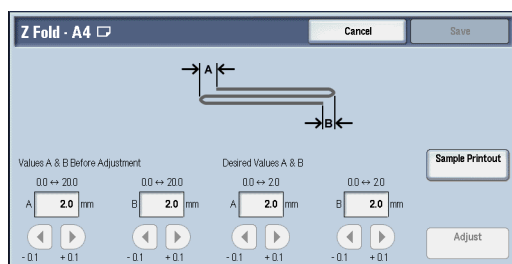 Z Fold - A4 Cancel Save
A
B
Values A & B Before Adjustment Desired Values A & B Sample Printout
0.0 ↔ 20.0 0.0 ↔ 20.0 0.0 ↔ 2.0 0.0 ↔ 2.0
A 2.0 mm B 2.0 mm A 2.0 mm B 2.0 mm
Adjust
- 0.1 + 0.1 - 0.1 + 0.1 - 0.1 + 0.1 - 0.1 + 0.1